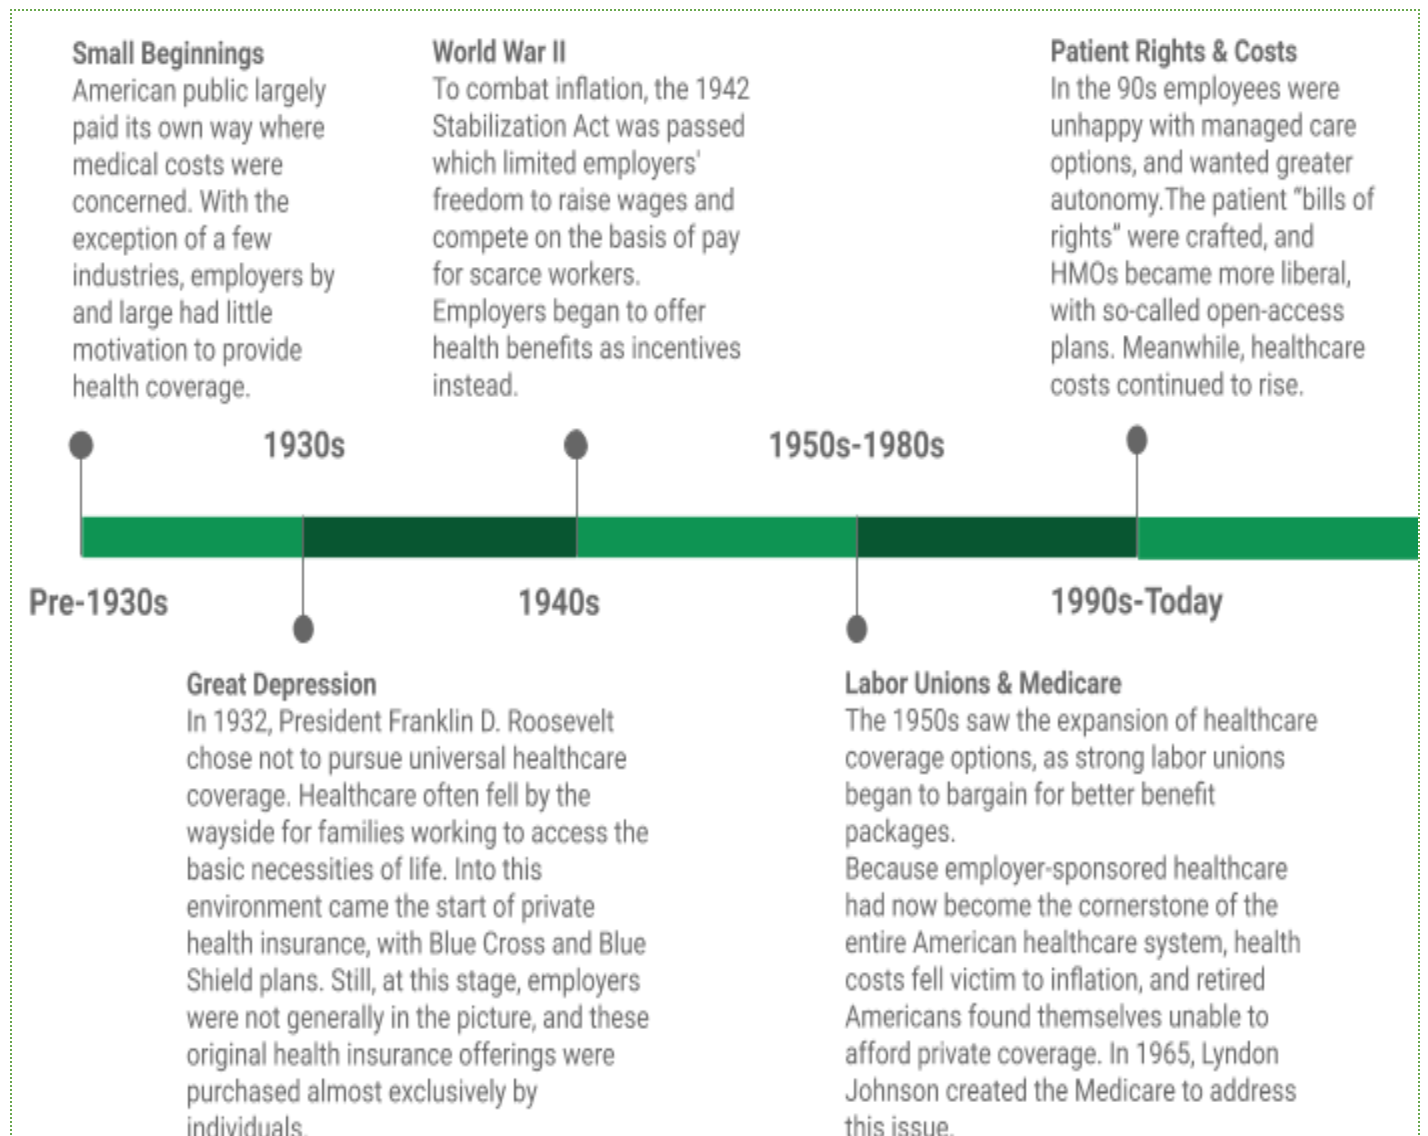 Small Beginnings
American public largely
paid its own way where
medical costs were
concerned. With the
exception of a few
industries, employers by
and large had little
motivation to provide
health coverage.
World War II
To combat inflation, the 1942
Stabilization Act was passed
which limited employers'
freedom to raise wages and
compete on the basis of pay
for scarce workers.
Employers began to offer
health benefits as incentives
instead.
Patient Rights & Costs
In the 90s employees were
unhappy with managed care
options, and wanted greater
autonomy.The patient “bills of
rights” were crafted, and
HMOs became more liberal,
with so-called open-access
plans. Meanwhile, healthcare
costs continued to rise.
1930s
1950s-1980s
Pre-1930s
1940s
1990s-Today
Great Depression
In 1932, President Franklin D. Roosevelt
chose not to pursue universal healthcare
coverage. Healthcare often fell by the
wayside for families working to access the
basic necessities of life. Into this
environment came the start of private
health insurance, with Blue Cross and Blue
Shield plans. Still, at this stage, employers
were not generally in the picture, and these
original health insurance offerings were
purchased almost exclusively by
individuals.
Labor Unions & Medicare
The 1950s saw the expansion of healthcare
coverage options, as strong labor unions
began to bargain for better benefit
packages.
Because employer-sponsored healthcare
had now become the cornerstone of the
entire American healthcare system, health
costs fell victim to inflation, and retired
Americans found themselves unable to
afford private coverage. In 1965, Lyndon
Johnson created the Medicare to address
this issue.